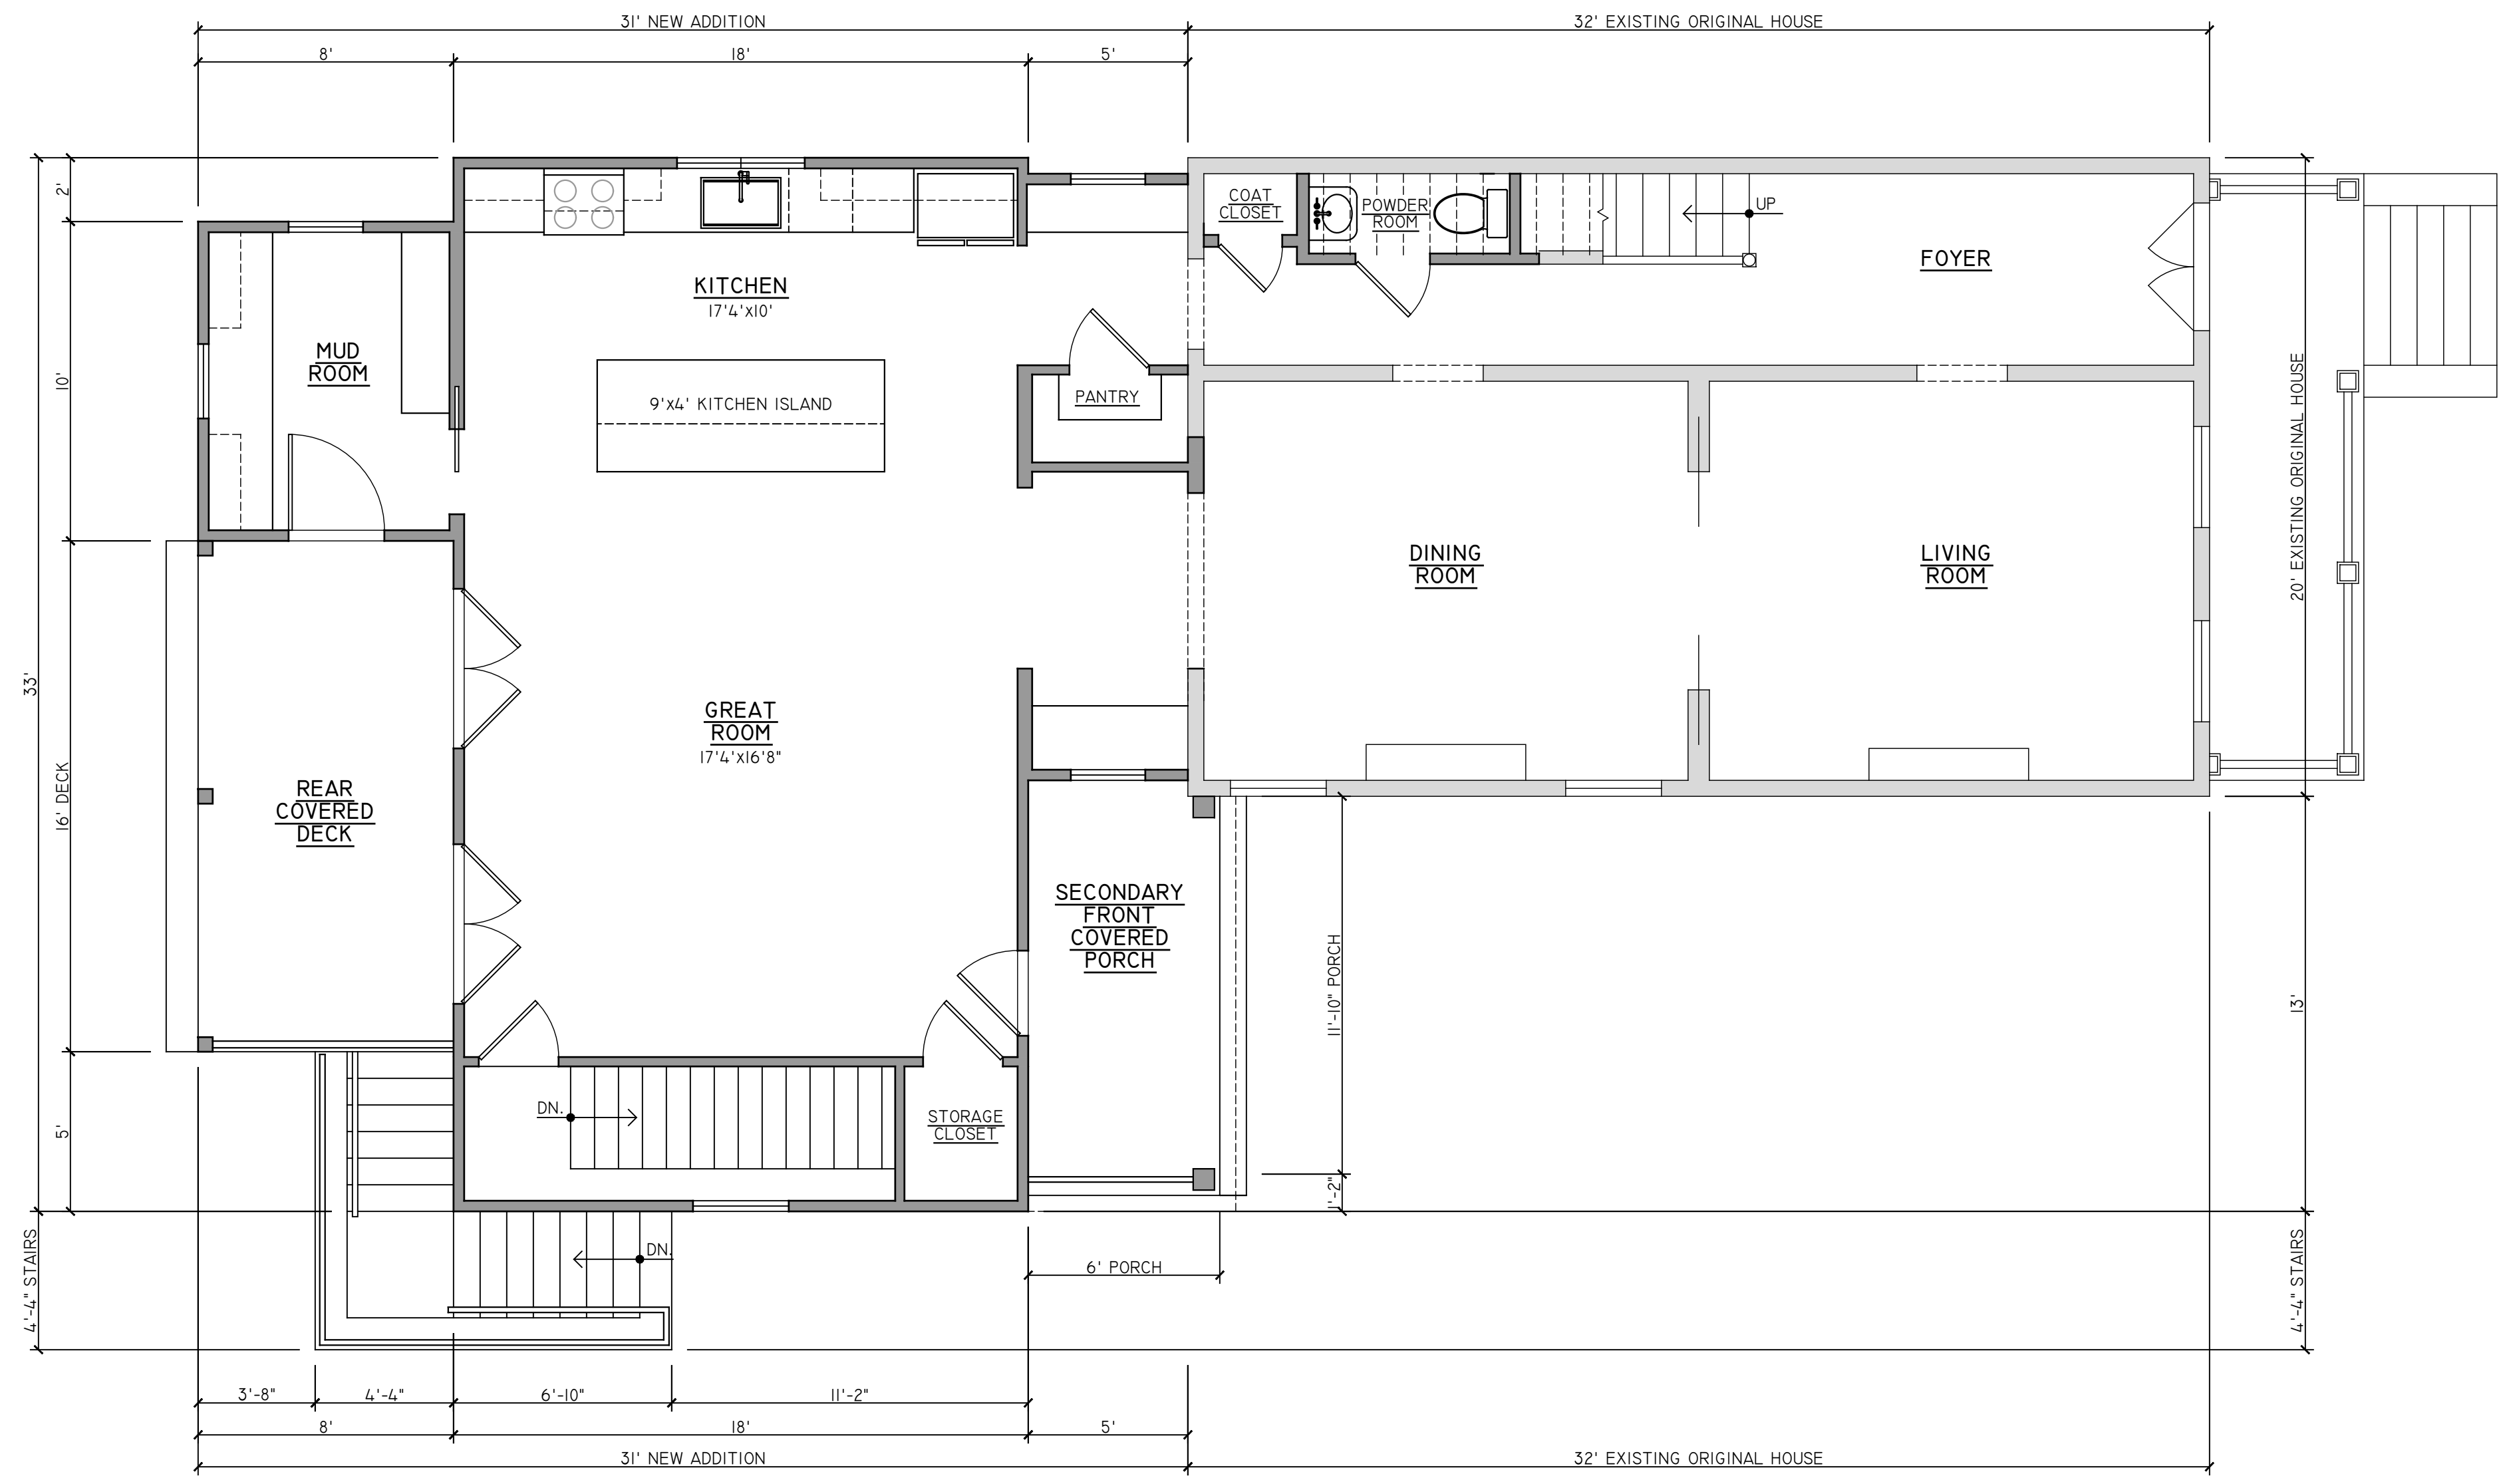 31' NEW ADDITION
32' EXISTING ORIGINAL HOUSE
8'
18'
5'
2'
10'
33'
16' DECK
5'
4'-4" STAIRS
COAT
CLOSET
POWDER
ROOM
UP
FOYER
KITCHEN
17'4'x10'
MUD
ROOM
9'x4' KITCHEN ISLAND
PANTRY
DINING
ROOM
LIVING
ROOM
20' EXISTING ORIGINAL HOUSE
GREAT
ROOM
17'4'x16'8"
REAR
COVERED
DECK
SECONDARY
FRONT
COVERED
PORCH
11'-10" PORCH
13'
DN.
STORAGE
CLOSET
1'-2"
DN.
6' PORCH
4'-4" STAIRS
3'-8"
4'-4"
6'-10"
11'-2"
8'
18'
5'
31' NEW ADDITION
32' EXISTING ORIGINAL HOUSE